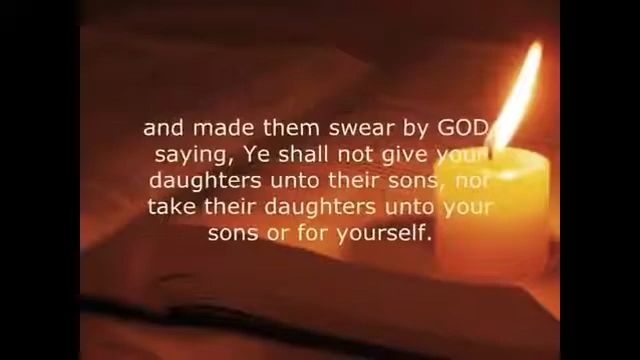 and made them swear by GOD,
saying, Ye shall not give your
daughters unto their sons, nor
take their daughters unto your
sons or for yourself.